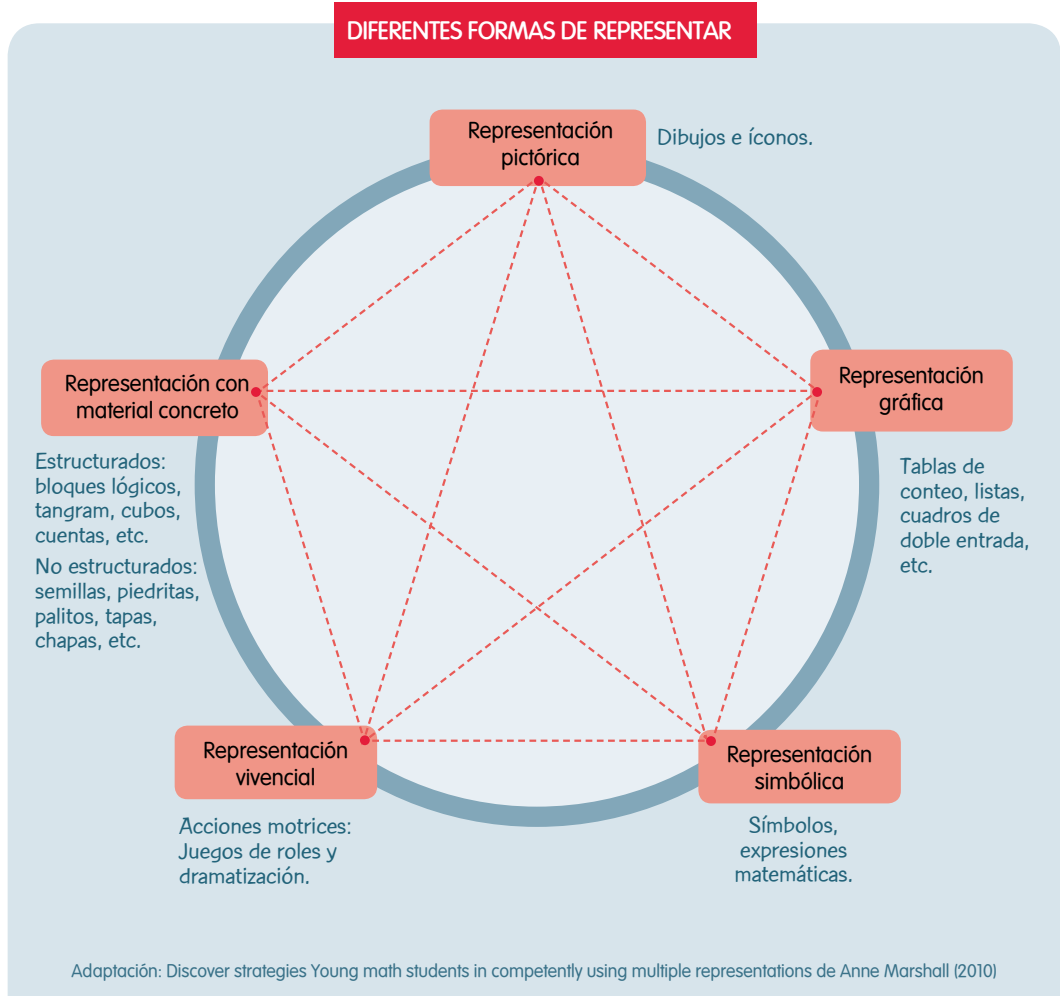 DIFERENTES FORMAS DE REPRESENTAR
Representación
pictórica
Dibujos e íconos.
Representación con
material concreto
Estructurados:
bloques lógicos,
tangram, cubos,
cuentas, etc.
No estructurados:
semillas, piedritas,
palitos, tapas,
chapas, etc.
Representación
gráfica
Tablas de
conteo, listas,
cuadros de
doble entrada,
etc.
Representación
vivencial
Acciones motrices:
Juegos de roles y
dramatización.
Representación
simbólica
Símbolos,
expresiones
matemáticas.
Adaptación: Discover strategies Young math students in competently using multiple representations de Anne Marshall (2010)